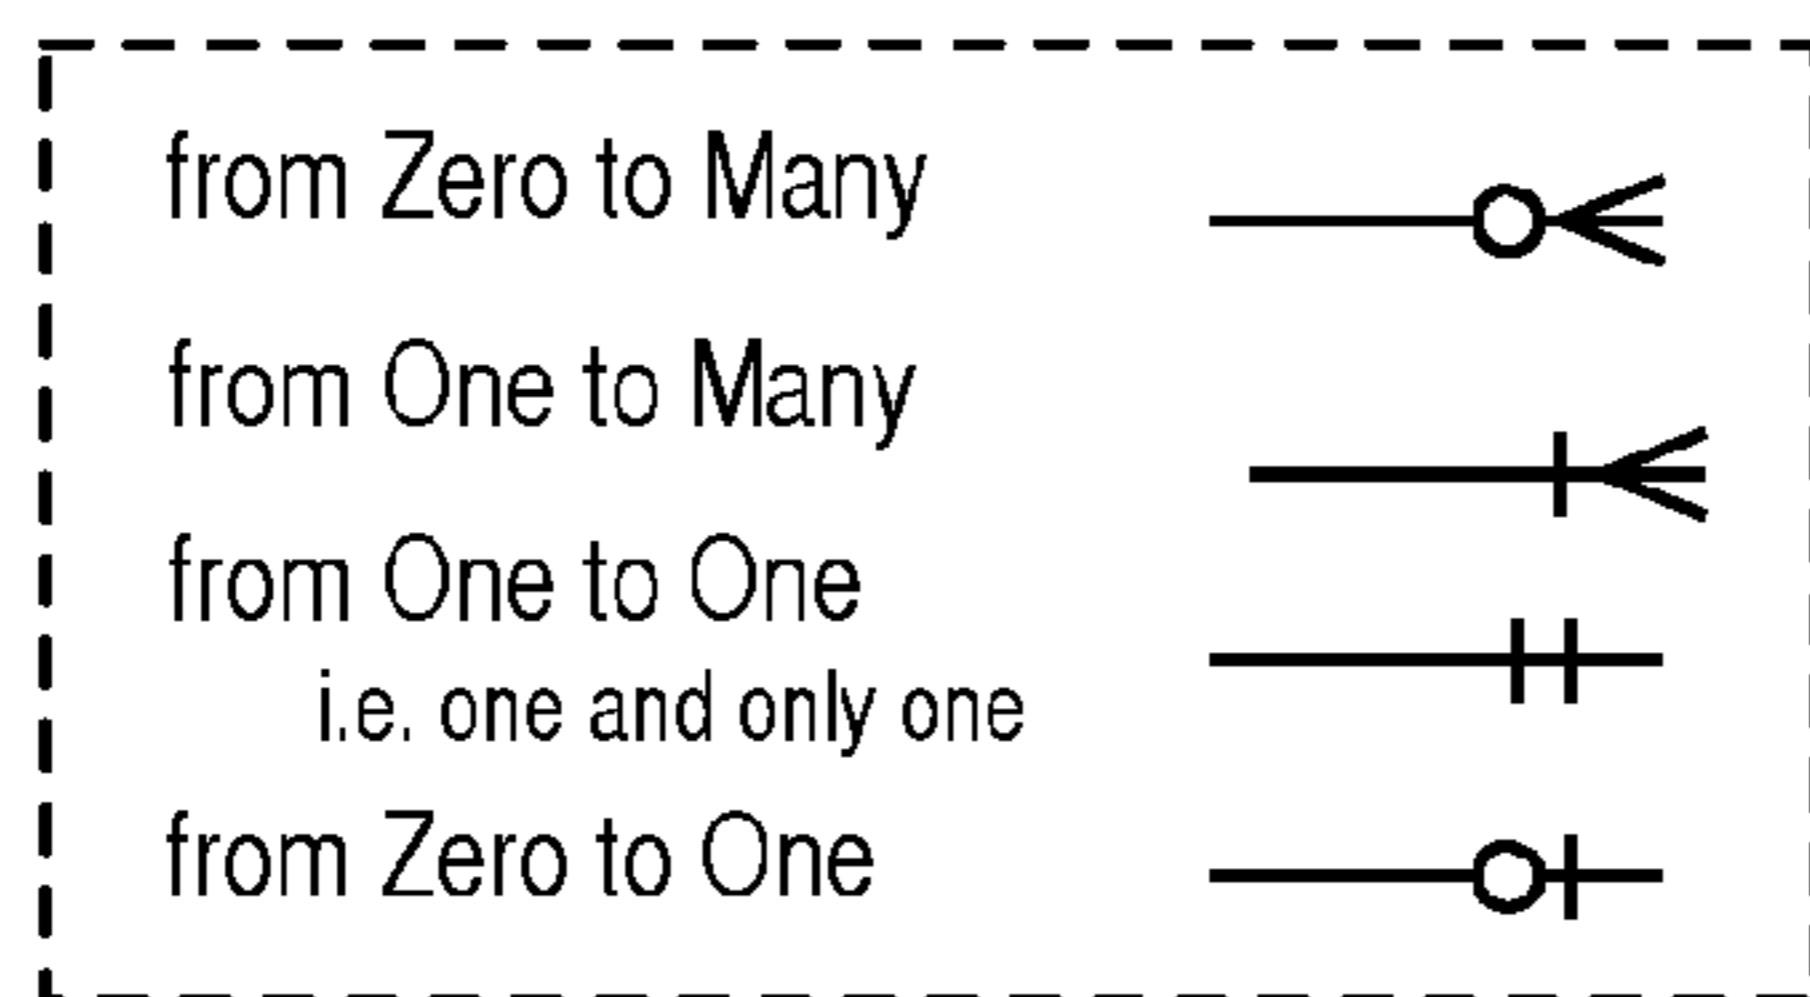 from Zero to Many
from One to Many
from One to One
i.e. one and only one
from Zero to One